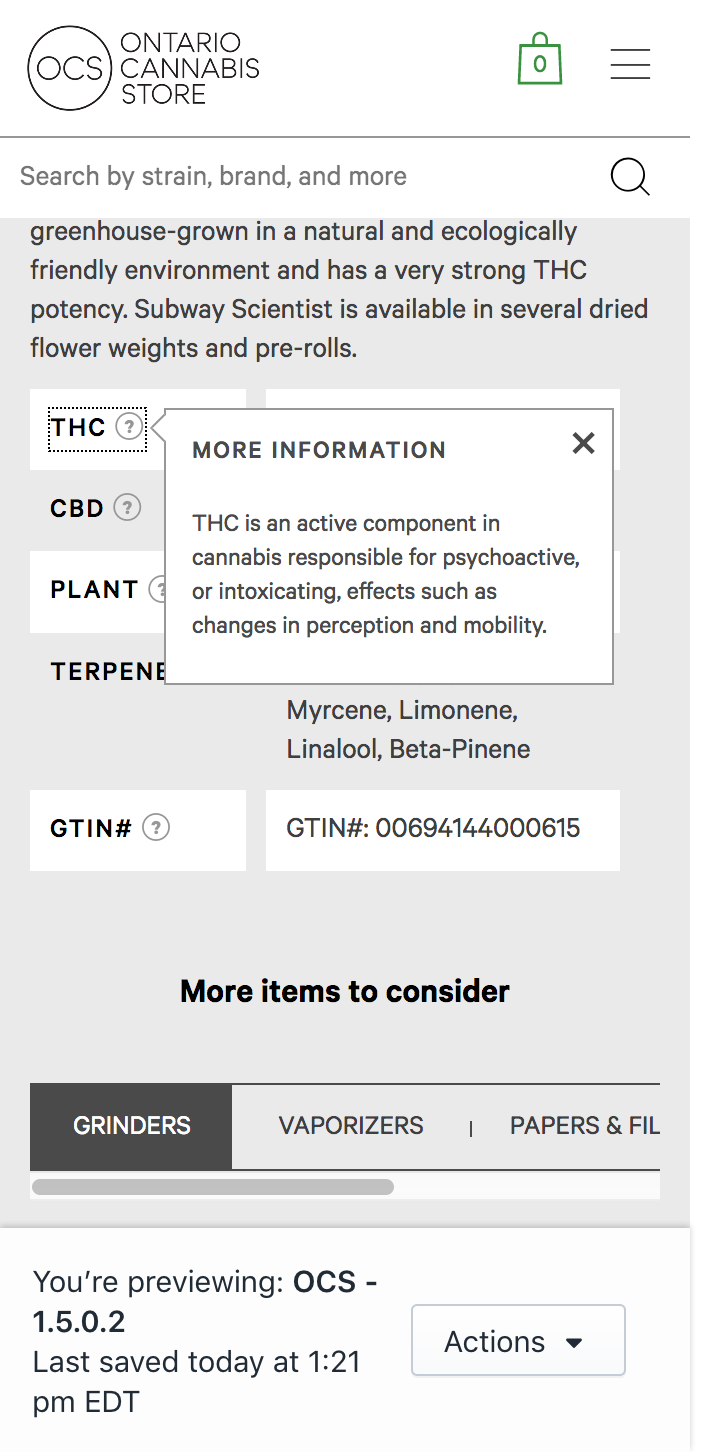 OCS
ONTARIO
CANNABIS
STORE
0
Search by strain, brand, and more
greenhouse-grown in a natural and ecologically
friendly environment and has a very strong THC
potency. Subway Scientist is available in several dried
flower weights and pre-rolls.
THC ?
MORE INFORMATION
THC is an active component in
cannabis responsible for psychoactive,
or intoxicating, effects such as
changes in perception and mobility.
CBD ?
PLANT ?
TERPENE
Myrcene, Limonene,
Linalool, Beta-Pinene
GTIN# ?
GTIN#: 00694144000615
More items to consider
GRINDERS
VAPORIZERS | PAPERS & FIL
You’re previewing: OCS -
1.5.0.2
Last saved today at 1:21
pm EDT
Actions